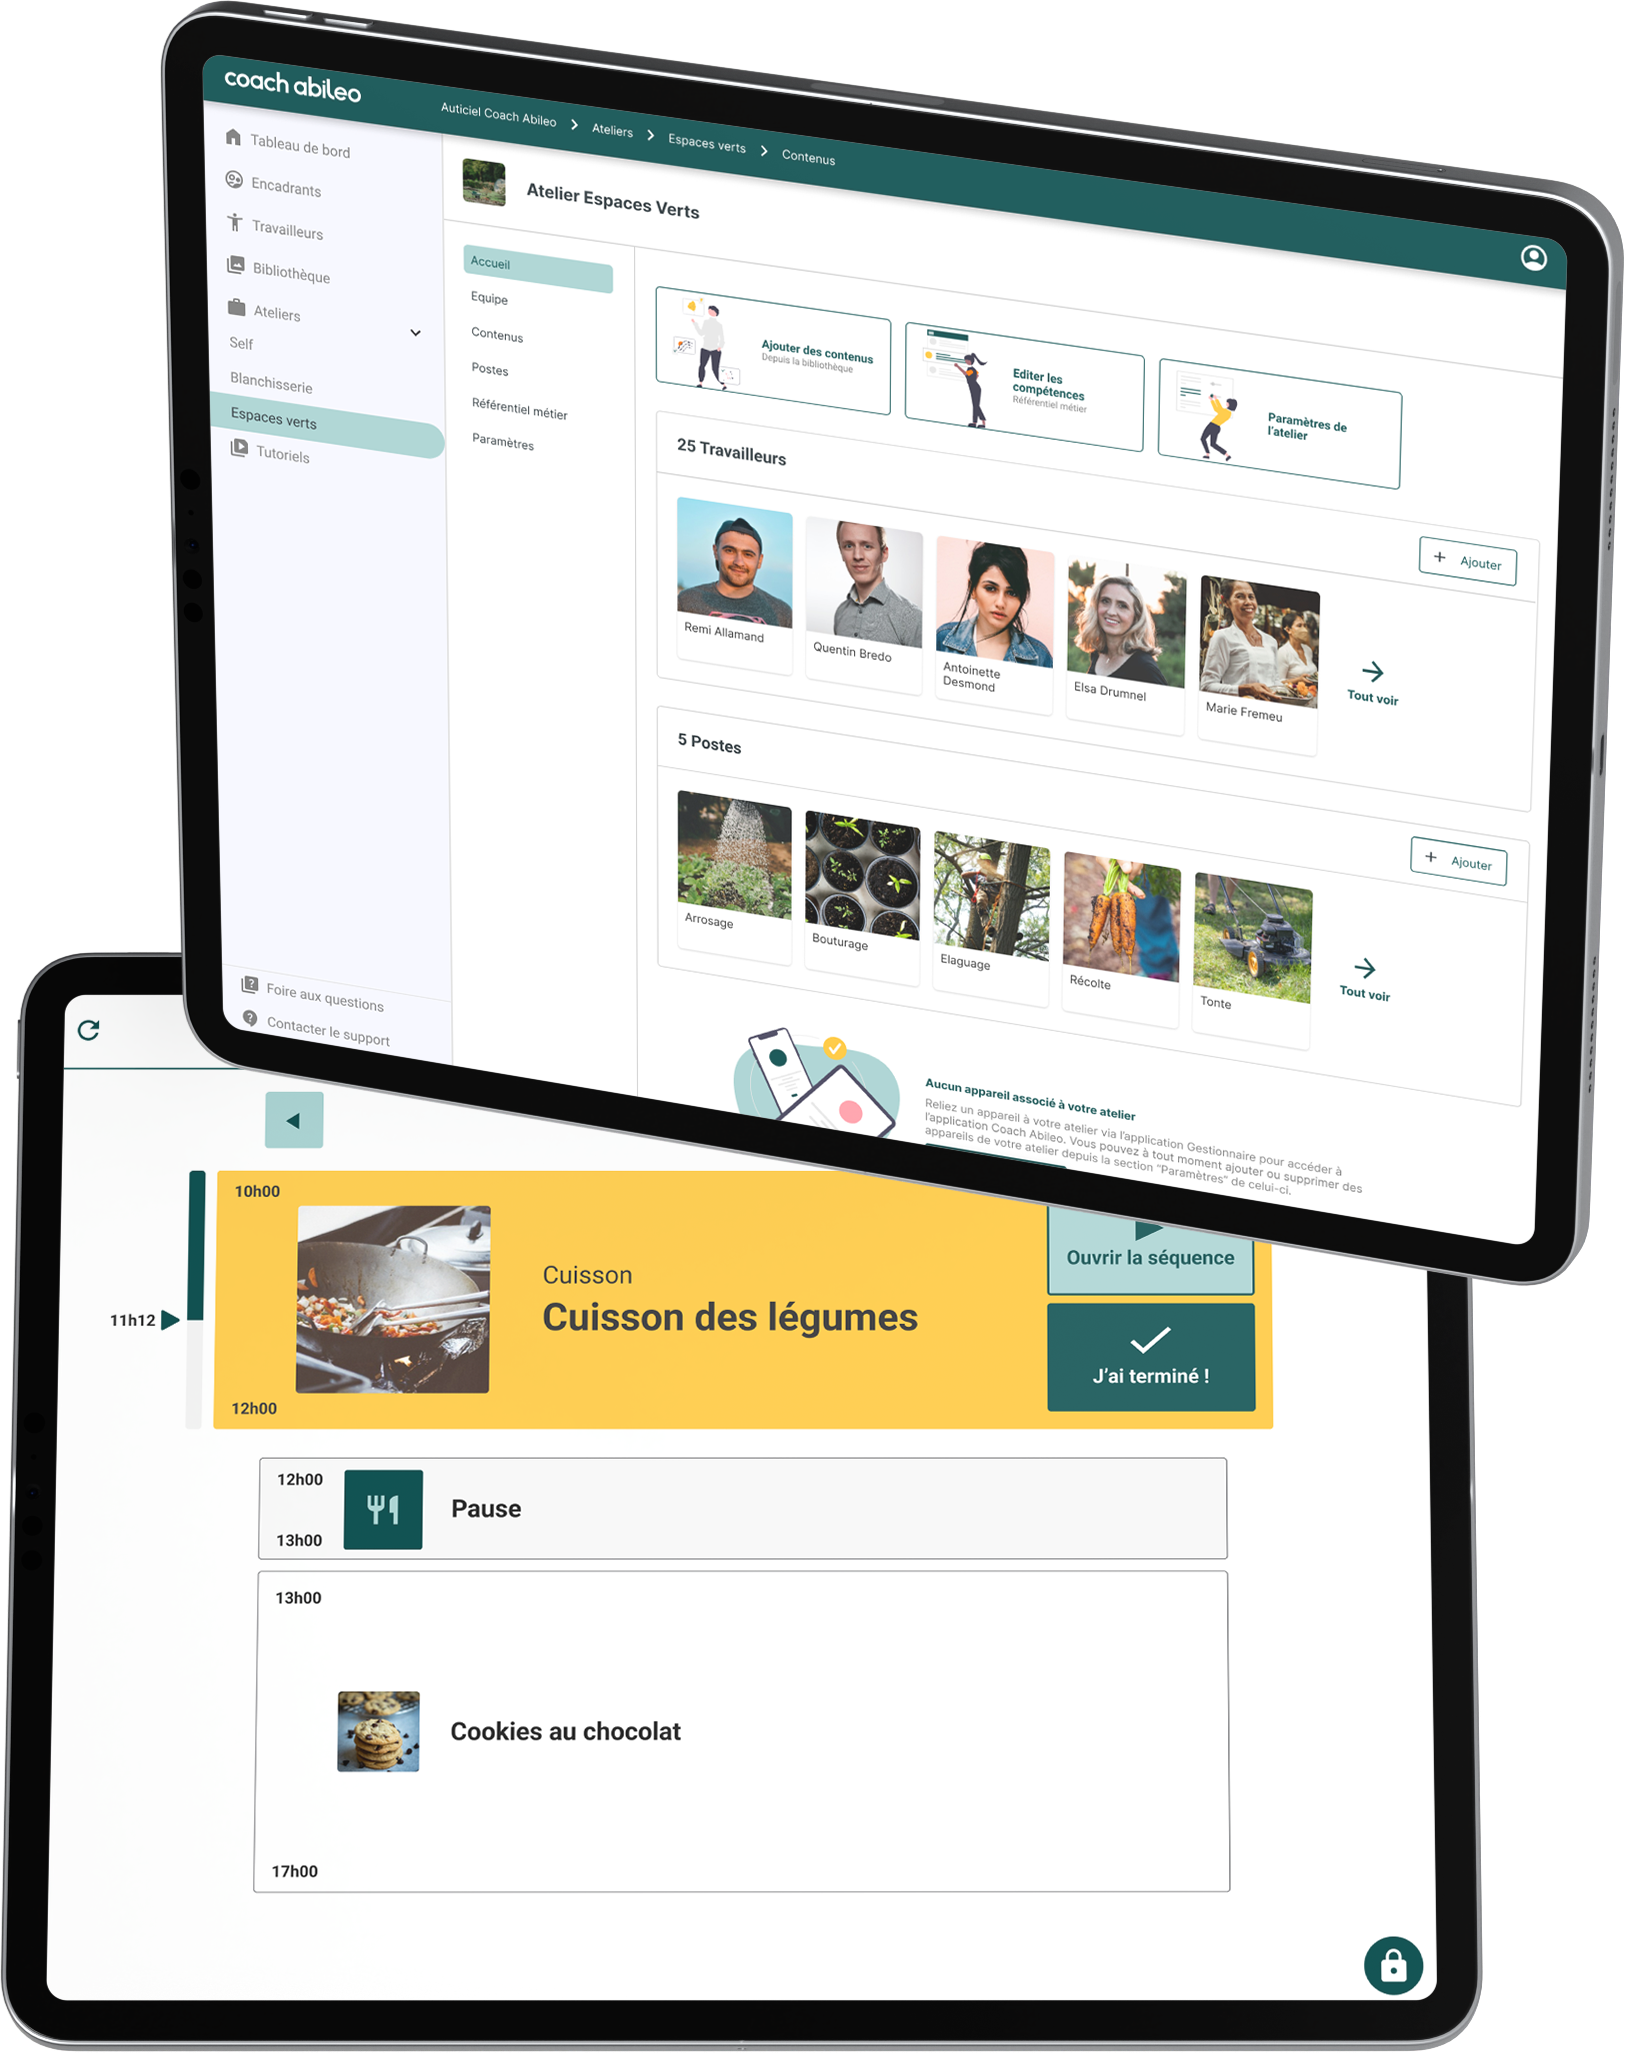 coach abileo
Auticiel Coach Abileo > Ateliers > Espaces verts > Contenus
Tableau de bord
Encadrants
Travailleurs
Bibliothèque
Ateliers
Self
Blanchisserie
Espaces verts
Tutoriels
Foire aux questions
Contacter le support
Atelier Espaces Verts
Accueil
Equipe
Contenus
Postes
Référentiel métier
Paramètres
Ajouter des contenus
Depuis la bibliothèque
Editer les
compétences
Référentiel métier
Paramètres de
l'atelier
25 Travailleurs
+ Ajouter
Remi Allamand
Quentin Bredo
Antoinette
Desmond
Elsa Drumnel
Marie Fremeu
Tout voir
5 Postes
+ Ajouter
Arrosage
Bouturage
Elaguage
Récolte
Tonte
Tout voir
Aucun appareil associé à votre atelier
Reliez un appareil à votre atelier via l'application Gestionnaire pour accéder à
l'application Coach Abileo. Vous pouvez à tout moment ajouter ou supprimer des
appareils de votre atelier depuis la section "Paramètres" de celui-ci.
10h00
Cuisson
Cuisson des légumes
Ouvrir la séquence
11h12
J'ai terminé !
12h00
12h00
Pause
13h00
13h00
Cookies au chocolat
17h00